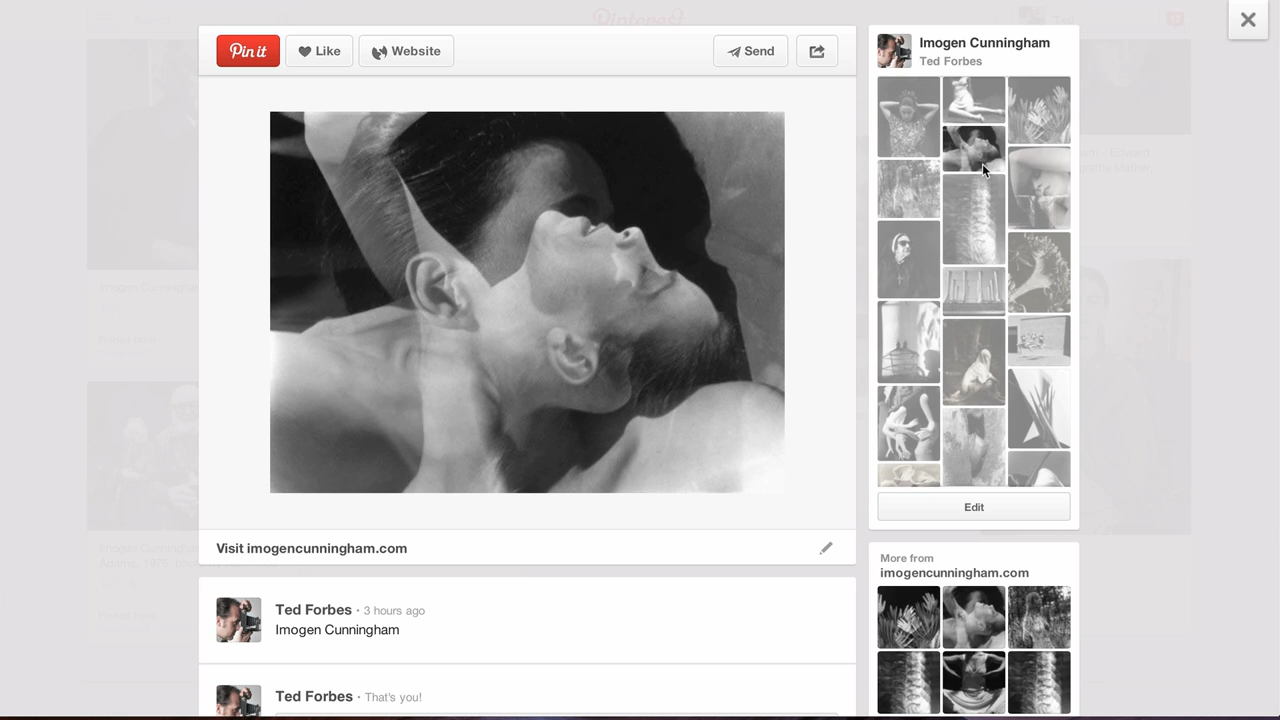 Pinterest
Pin it
Like
Website
Send
Imogen Cunningham
Ted Forbes
Edit
Visit imogencunningham.com
More from
imogencunningham.com
Ted Forbes · 3 hours ago
Imogen Cunningham
Ted Forbes · That's you!